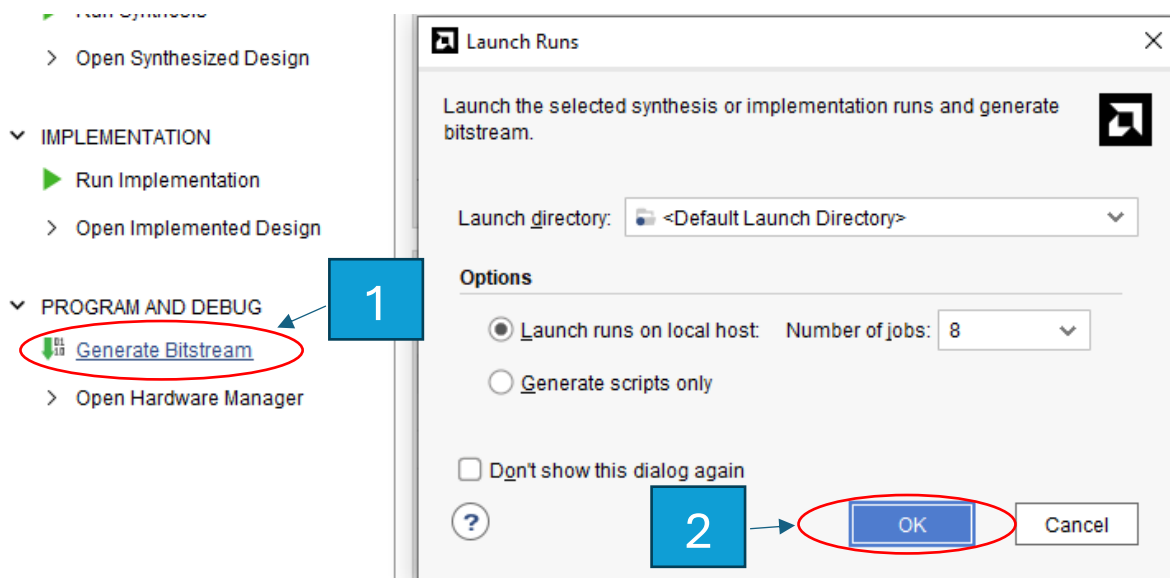 Run Synthesis
Open Synthesized Design
IMPLEMENTATION
Run Implementation
Open Implemented Design
PROGRAM AND DEBUG
1
Generate Bitstream
Open Hardware Manager
Launch Runs
Launch the selected synthesis or implementation runs and generate
bitstream.
Launch directory: <Default Launch Directory>
Options
Launch runs on local host: Number of jobs: 8
Generate scripts only
Don't show this dialog again
? 2 OK Cancel